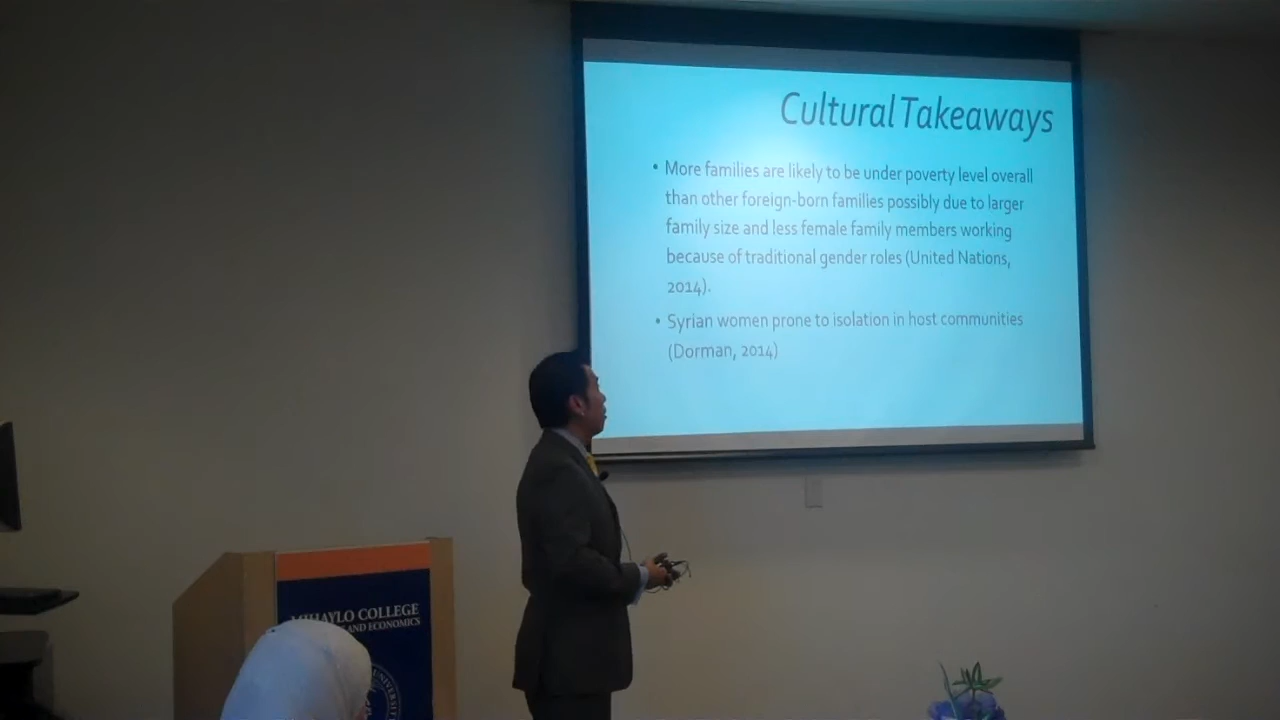 Cultural Takeaways
• More families are likely to be under poverty level overall
than other foreign-born families possibly due to larger
family size and less female family members working
because of traditional gender roles (United Nations,
2014).
• Syrian women prone to isolation in host communities
(Dorman, 2014)
COLLEGE
AND ECONOMICS